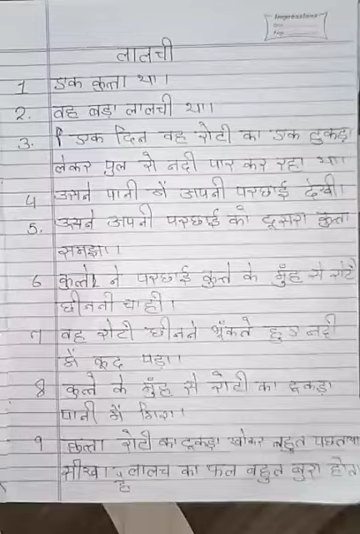 लालची
1 एक कुत्ता था।
2. वह बड़ा लालची था।
3. एक दिन वह रोटी का एक टुकड़ा
लेकर पुल से नदी पार कर रहा था।
4 उसने पानी में अपनी परछाई देखी।
5. उसने अपनी परछाई को दूसरा कुत्ता
समझा।
6 कुत्ते ने परछाई कुत्ते के मुँह से रोटी
छीननी चाही।
7 वह रोटी छीनने भूँकते हुए नदी
में कूद पड़ा।
8 कुत्ते के मुँह से रोटी का टुकड़ा
पानी में गिरा।
9 कुत्ता रोटी का टुकड़ा खोकर बहुत पछताया
सीख: लालच का फल बहुत बुरा होता
है